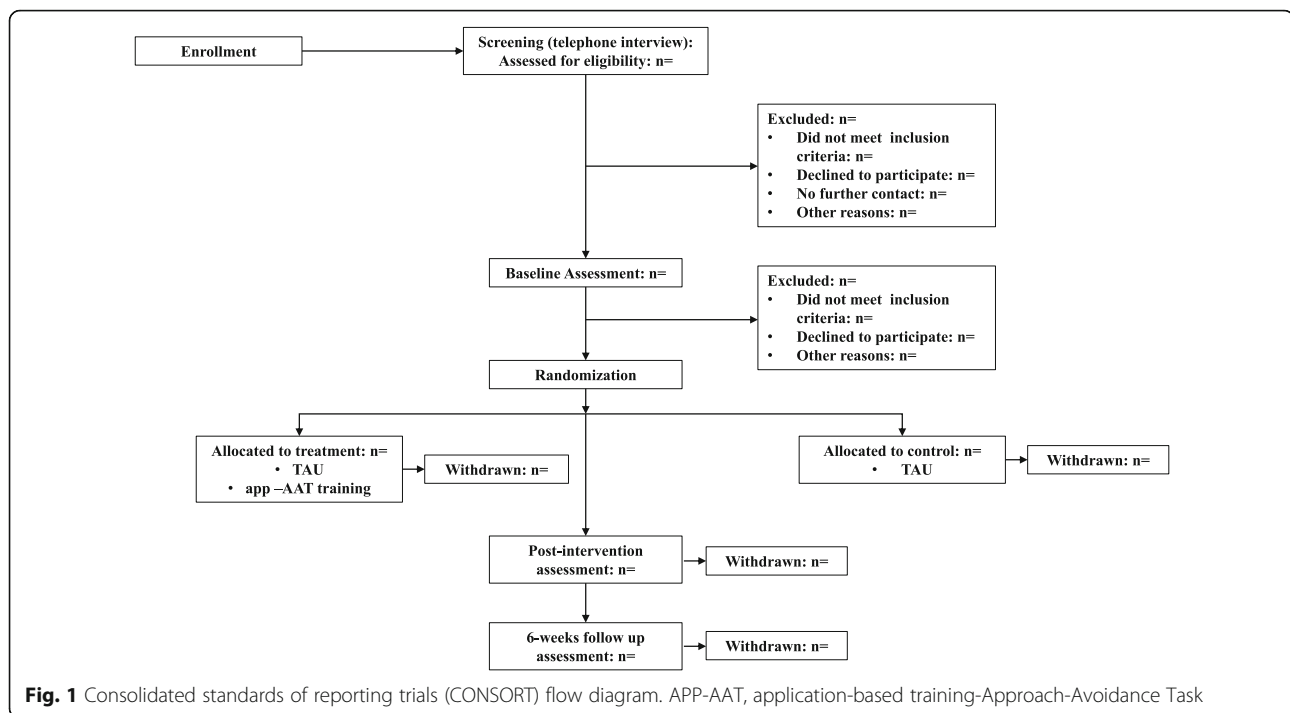 Enrollment
Screening (telephone interview):
Assessed for eligibility: n=
Excluded: n=
• Did not meet inclusion
criteria: n=
• Declined to participate: n=
• No further contact: n=
• Other reasons: n=
Baseline Assessment: n=
Excluded: n=
• Did not meet inclusion
criteria: n=
• Declined to participate: n=
• Other reasons: n=
Randomization
Allocated to treatment: n=
• TAU
• app –AAT training
Withdrawn: n=
Allocated to control: n=
• TAU
Withdrawn: n=
Post-intervention
assessment: n=
Withdrawn: n=
6-weeks follow up
assessment: n=
Withdrawn: n=
Fig. 1 Consolidated standards of reporting trials (CONSORT) flow diagram. APP-AAT, application-based training-Approach-Avoidance Task